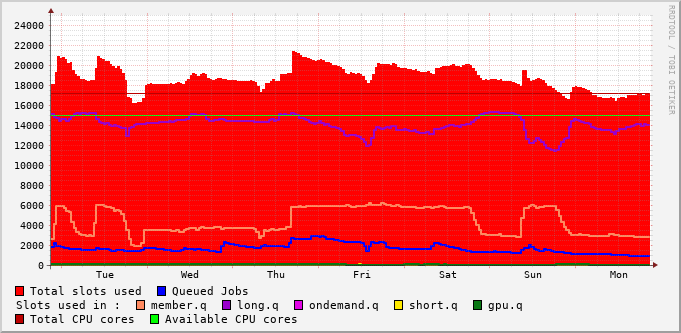 RRDTOOL / TOBI OETIKER
24000
22000
20000
18000
16000
14000
12000
10000
8000
6000
4000
2000
0
Tue Wed Thu Fri Sat Sun Mon
Total slots used Queued Jobs
Slots used in : member.q long.q ondemand.q short.q gpu.q
Total CPU cores Available CPU cores